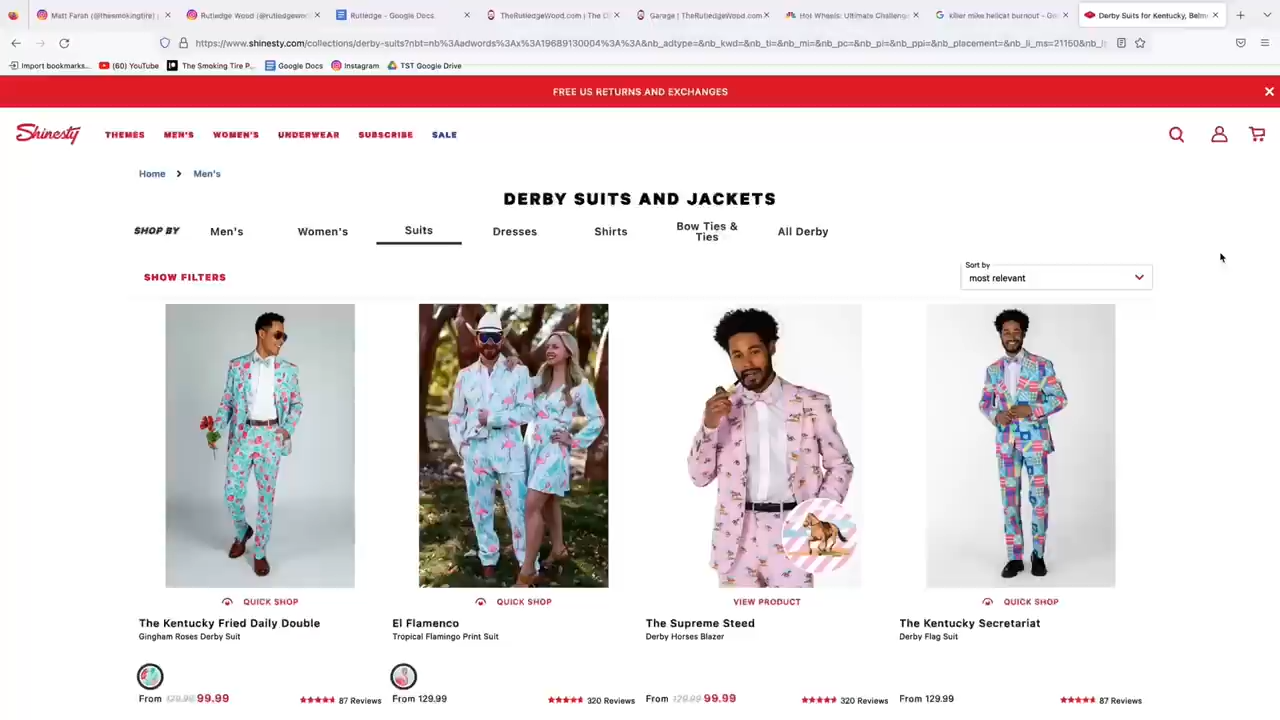 Matt Farah (@thesmokingtire) |
Rutledge Wood (@rutledgewood
Rutledge - Google Docs
TheRutledgeWood.com | The D
Garage | TheRutledgeWood.com
Hot Wheels: Ultimate Challenge
killer mike hellcat burnout - Go
Derby Suits for Kentucky, Belm
https://www.shinesty.com/collections/derby-suits?nbt=nb%3Aadwords%3Ax%3A19689130004%3A%3A&nb_adtype=&nb_kwd=&nb_ti=&nb_mi=&nb_pc=&nb_pi=&nb_ppi=&nb_placement=&nb_li_ms=21150&nb_l
Import bookmarks...
(60) YouTube
The Smoking Tire P...
Google Docs
Instagram
TST Google Drive
FREE US RETURNS AND EXCHANGES
Shinesty
THEMES
MEN'S
WOMEN'S
UNDERWEAR
SUBSCRIBE
SALE
Home > Men's
DERBY SUITS AND JACKETS
SHOP BY
Men's
Women's
Suits
Dresses
Shirts
Bow Ties &
Ties
All Derby
SHOW FILTERS
Sort by
most relevant
QUICK SHOP
The Kentucky Fried Daily Double
Gingham Roses Derby Suit
From 129.99 99.99
87 Reviews
QUICK SHOP
El Flamenco
Tropical Flamingo Print Suit
From 129.99
320 Reviews
VIEW PRODUCT
The Supreme Steed
Derby Horses Blazer
From 129.99 99.99
320 Reviews
QUICK SHOP
The Kentucky Secretariat
Derby Flag Suit
From 129.99
87 Reviews